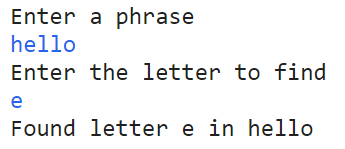 Enter a phrase
hello
Enter the letter to find
e
Found letter e in hello